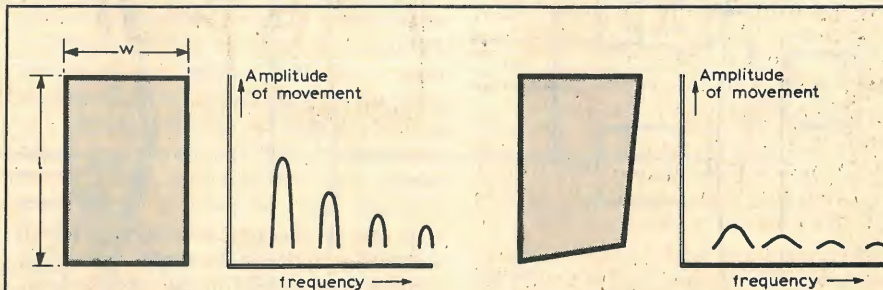 w
Amplitude
of movement
l
frequency
Amplitude
of movement
frequency